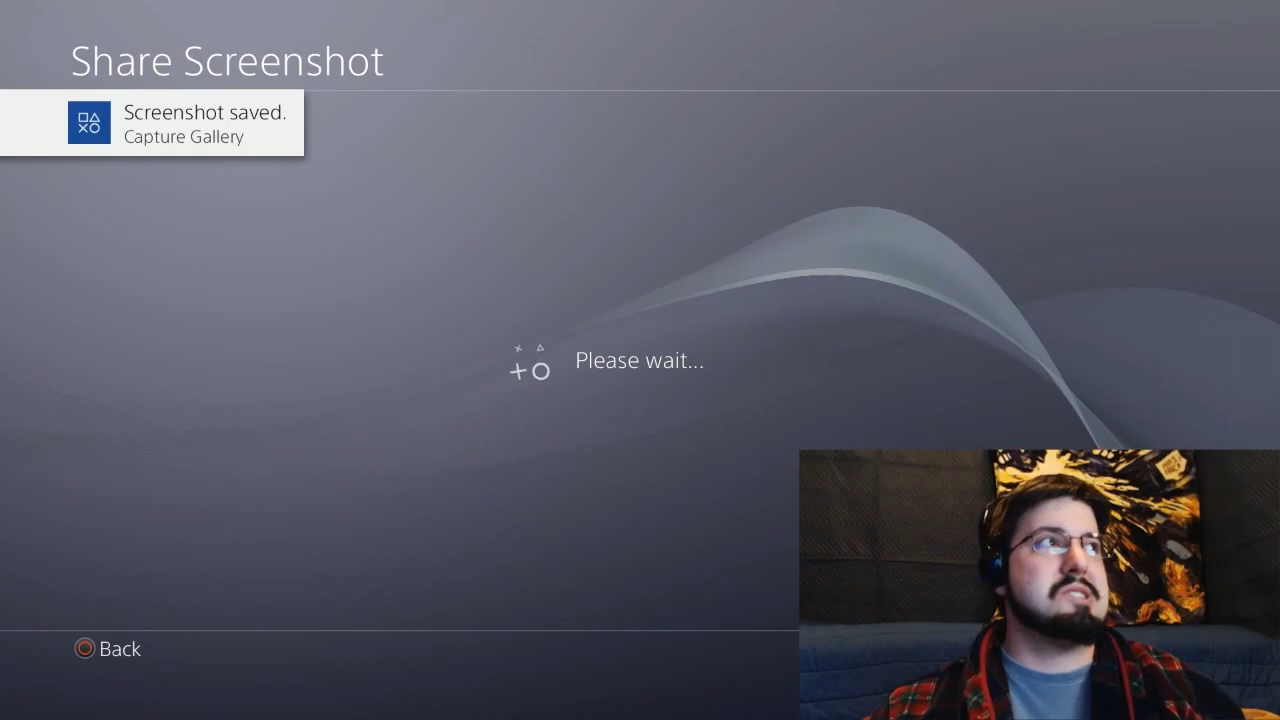 Share Screenshot
Screenshot saved.
Capture Gallery
Please wait...
Back